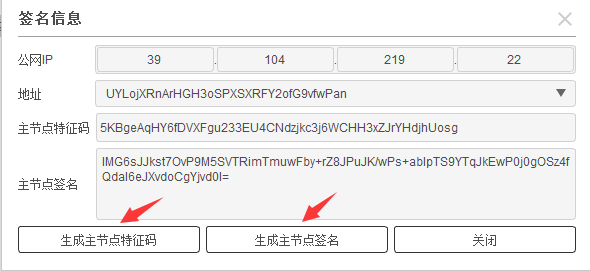 签名信息
公网IP 39 . 104 . 219 . 22
地址 UYLojXRnArHGH3oSPXSXRFY2ofG9vfwPan
主节点特征码 5KBgeAqHY6fDVXFgu233EU4CNdzjkc3j6WCHH3xZJrYHdjhUosg
主节点签名 IMG6sJJkst7OvP9M5SVTRimTmuwFby+rZ8JPuJK/wPs+abIpTS9YTqJkEwP0j0gOSz4f
Qdal6eJXvdoCgYjvd0I=
生成主节点特征码 生成主节点签名 关闭